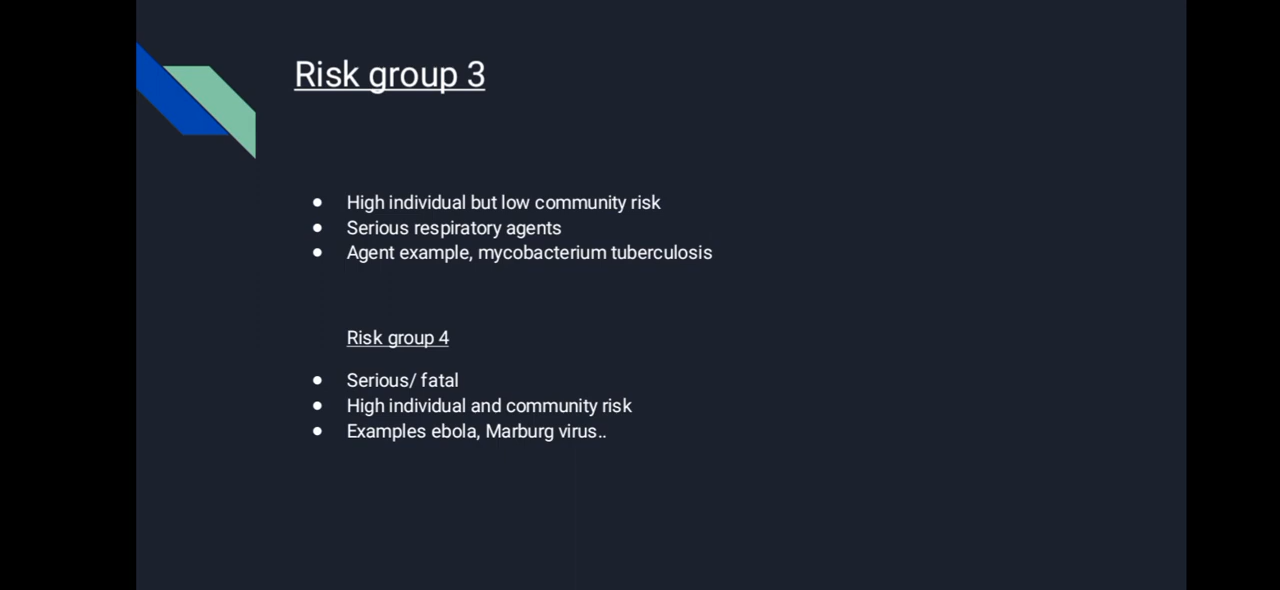 Risk group 3
● High individual but low community risk
● Serious respiratory agents
● Agent example, mycobacterium tuberculosis
Risk group 4
● Serious/ fatal
● High individual and community risk
● Examples ebola, Marburg virus..